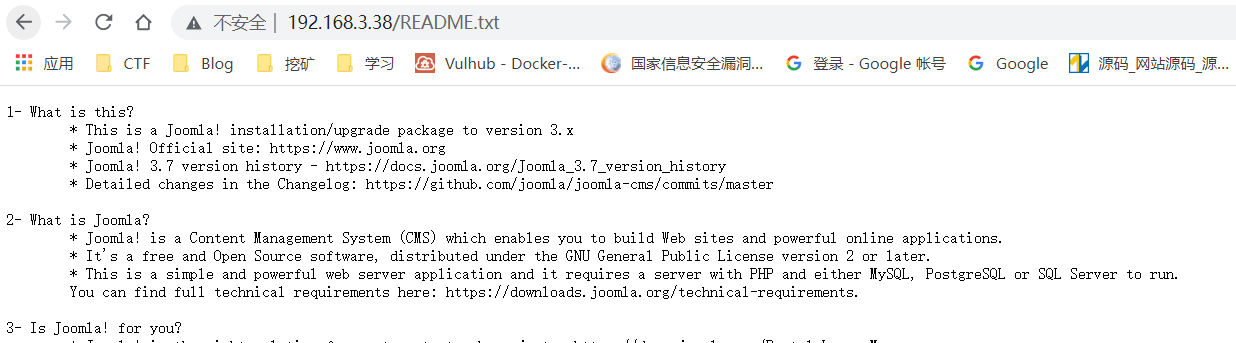 不安全 | 192.168.3.38/README.txt
应用 CTF Blog 挖矿 学习 Vulhub - Docker-... 国家信息安全漏洞... 登录 - Google 帐号 Google 源码_网站源码_源...
1- What is this?
* This is a Joomla! installation/upgrade package to version 3.x
* Joomla! Official site: https://www.joomla.org
* Joomla! 3.7 version history - https://docs.joomla.org/Joomla_3.7_version_history
* Detailed changes in the Changelog: https://github.com/joomla/joomla-cms/commits/master
2- What is Joomla?
* Joomla! is a Content Management System (CMS) which enables you to build Web sites and powerful online applications.
* It's a free and Open Source software, distributed under the GNU General Public License version 2 or later.
* This is a simple and powerful web server application and it requires a server with PHP and either MySQL, PostgreSQL or SQL Server to run.
You can find full technical requirements here: https://downloads.joomla.org/technical-requirements.
3- Is Joomla! for you?